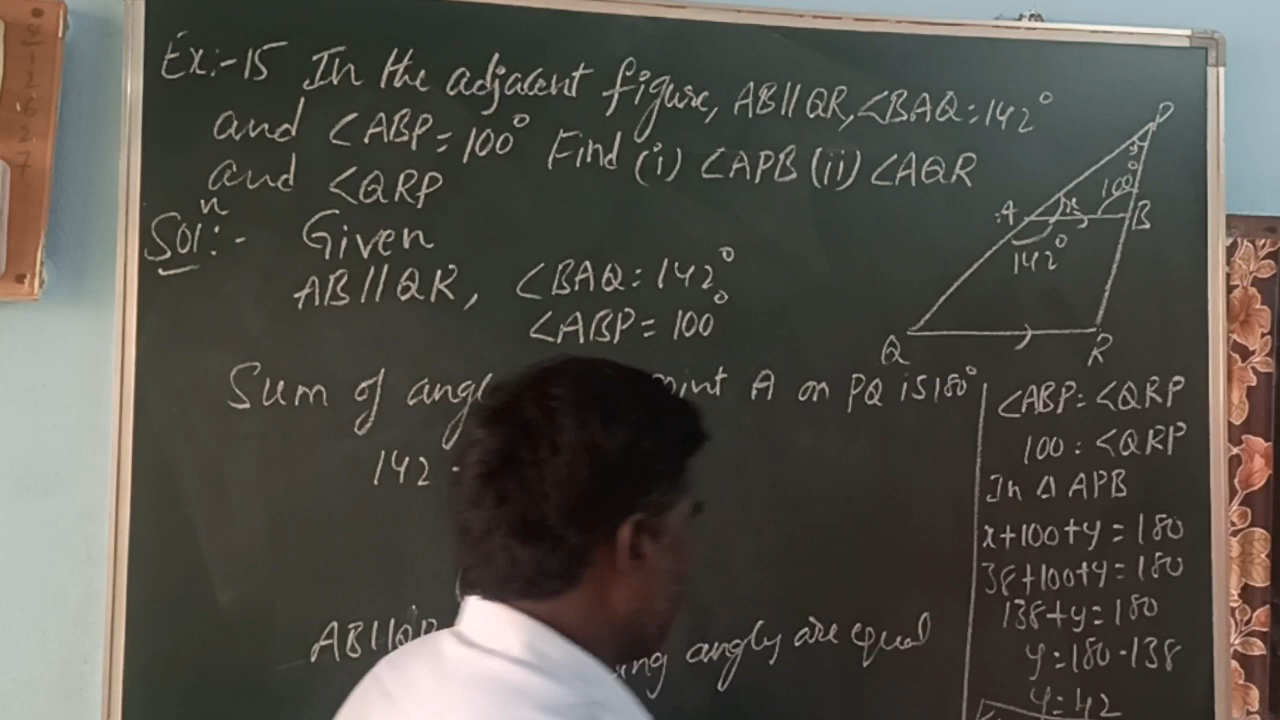 Ex:-15 In the adjacent figure, AB||QR, ∠BAQ=142°
and ∠ABP=100° Find (i) ∠APB (ii) ∠AQR
and ∠QRP
Solⁿ:- Given
AB||QR, ∠BAQ=142°
∠ABP=100°
Sum of angl
point A on PQ is 180°
142
AB||QR
angles are equal
P
y
100°
A
x
B
142°
Q
R
∠ABP=∠QRP
100=∠QRP
In Δ APB
x+100+y=180
38+100+y=180
138+y=180
y=180-138
y=42